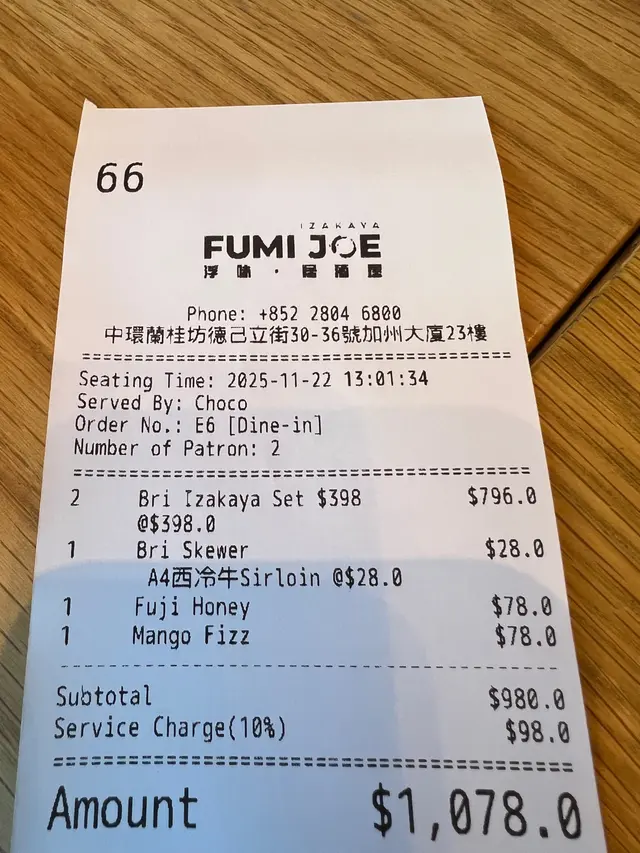 66
IZAKAYA
FUMI JOE
浮味·居酒屋
Phone: +852 2804 6800
中環蘭桂坊德己立街30-36號加州大廈23樓
Seating Time: 2025-11-22 13:01:34
Served By: Choco
Order No.: E6 [Dine-in]
Number of Patron: 2
2 Bri Izakaya Set $398 $796.0
@$398.0
1 Bri Skewer $28.0
A4西冷牛Sirloin @$28.0
1 Fuji Honey $78.0
1 Mango Fizz $78.0
Subtotal $980.0
Service Charge(10%) $98.0
Amount $1,078.0